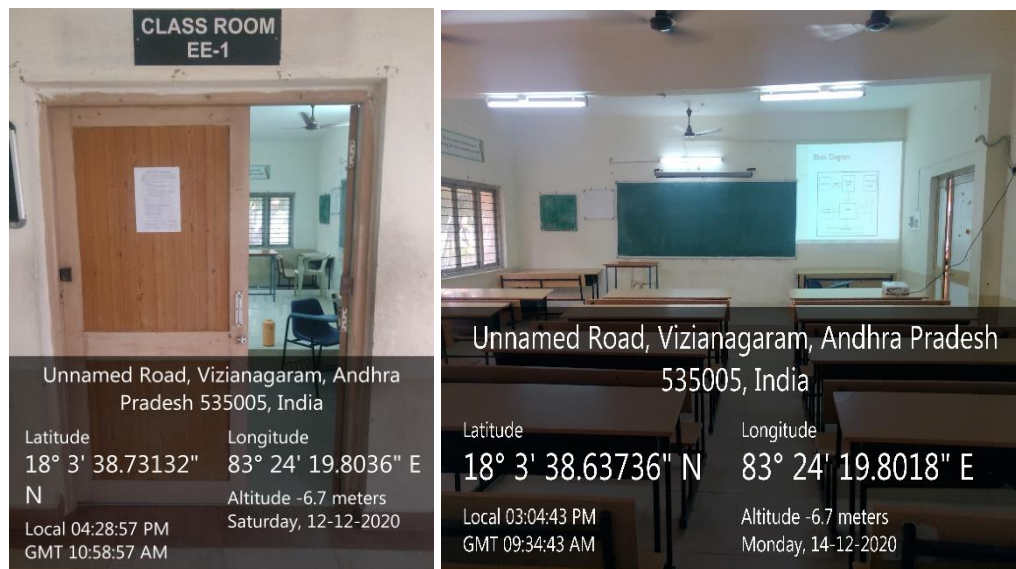 CLASS ROOM
EE-1
Unnamed Road, Vizianagaram, Andhra
Pradesh 535005, India
Latitude
18° 3' 38.73132"
N
Longitude
83° 24' 19.8036" E
Local 04:28:57 PM
GMT 10:58:57 AM
Altitude -6.7 meters
Saturday, 12-12-2020
Block Diagram
Unnamed Road, Vizianagaram, Andhra Pradesh
535005, India
Latitude
18° 3' 38.63736" N
Longitude
83° 24' 19.8018" E
Local 03:04:43 PM
GMT 09:34:43 AM
Altitude -6.7 meters
Monday, 14-12-2020